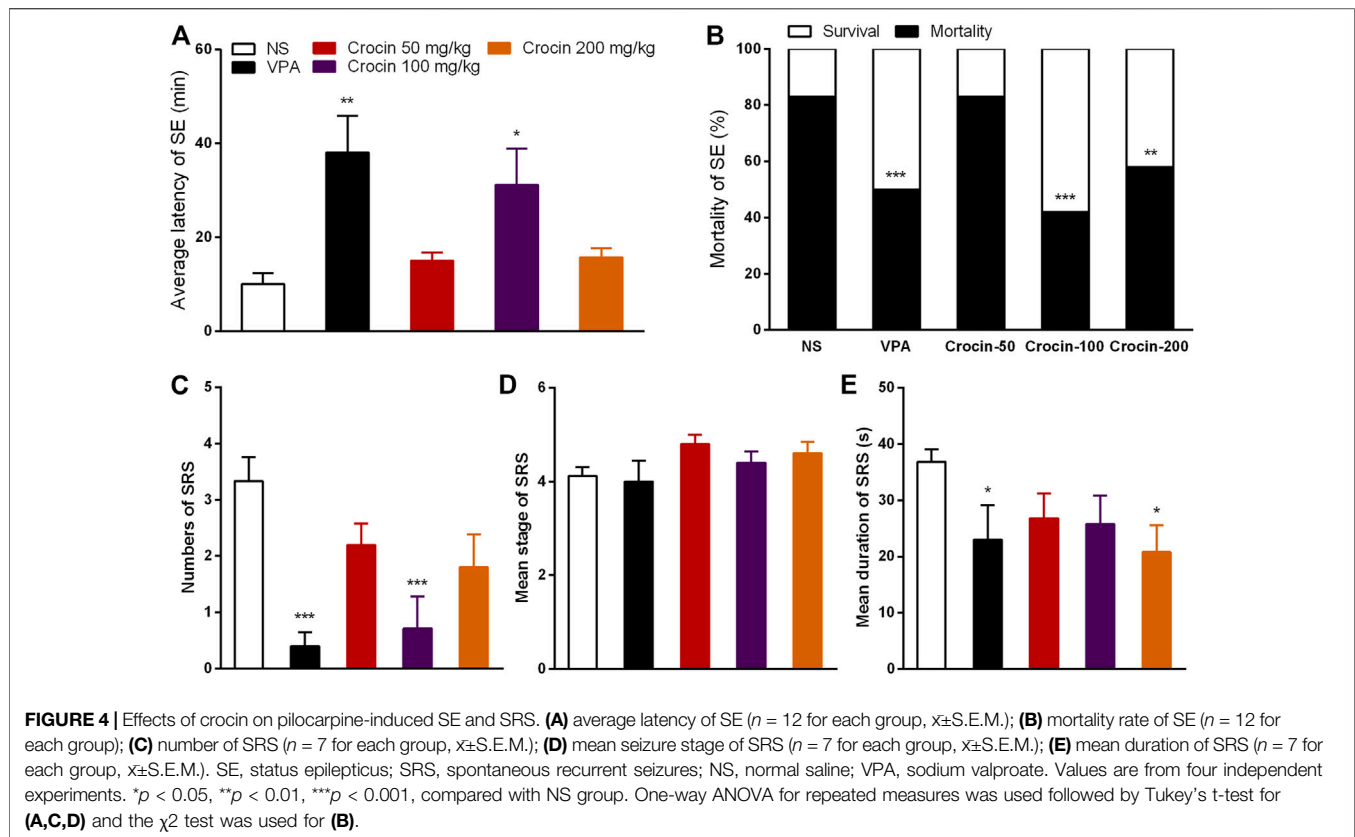 A
NS
VPA
Crocin 50 mg/kg
Crocin 100 mg/kg
Crocin 200 mg/kg
Average latency of SE (min)
60
40
20
0
**
*
B
Survival
Mortality
Mortality of SE (%)
100
80
60
40
20
0
***
***
**
NS VPA Crocin-50 Crocin-100 Crocin-200
C
Numbers of SRS
5
4
3
2
1
0
***
***
D
Mean stage of SRS
6
4
2
0
E
Mean duration of SRS (s)
50
40
30
20
10
0
*
*
FIGURE 4 | Effects of crocin on pilocarpine-induced SE and SRS. (A) average latency of SE (n = 12 for each group, x̄±S.E.M.); (B) mortality rate of SE (n = 12 for
each group); (C) number of SRS (n = 7 for each group, x̄±S.E.M.); (D) mean seizure stage of SRS (n = 7 for each group, x̄±S.E.M.); (E) mean duration of SRS (n = 7 for
each group, x̄±S.E.M.). SE, status epilepticus; SRS, spontaneous recurrent seizures; NS, normal saline; VPA, sodium valproate. Values are from four independent
experiments. *p < 0.05, **p < 0.01, ***p < 0.001, compared with NS group. One-way ANOVA for repeated measures was used followed by Tukey's t-test for
(A,C,D) and the χ2 test was used for (B).